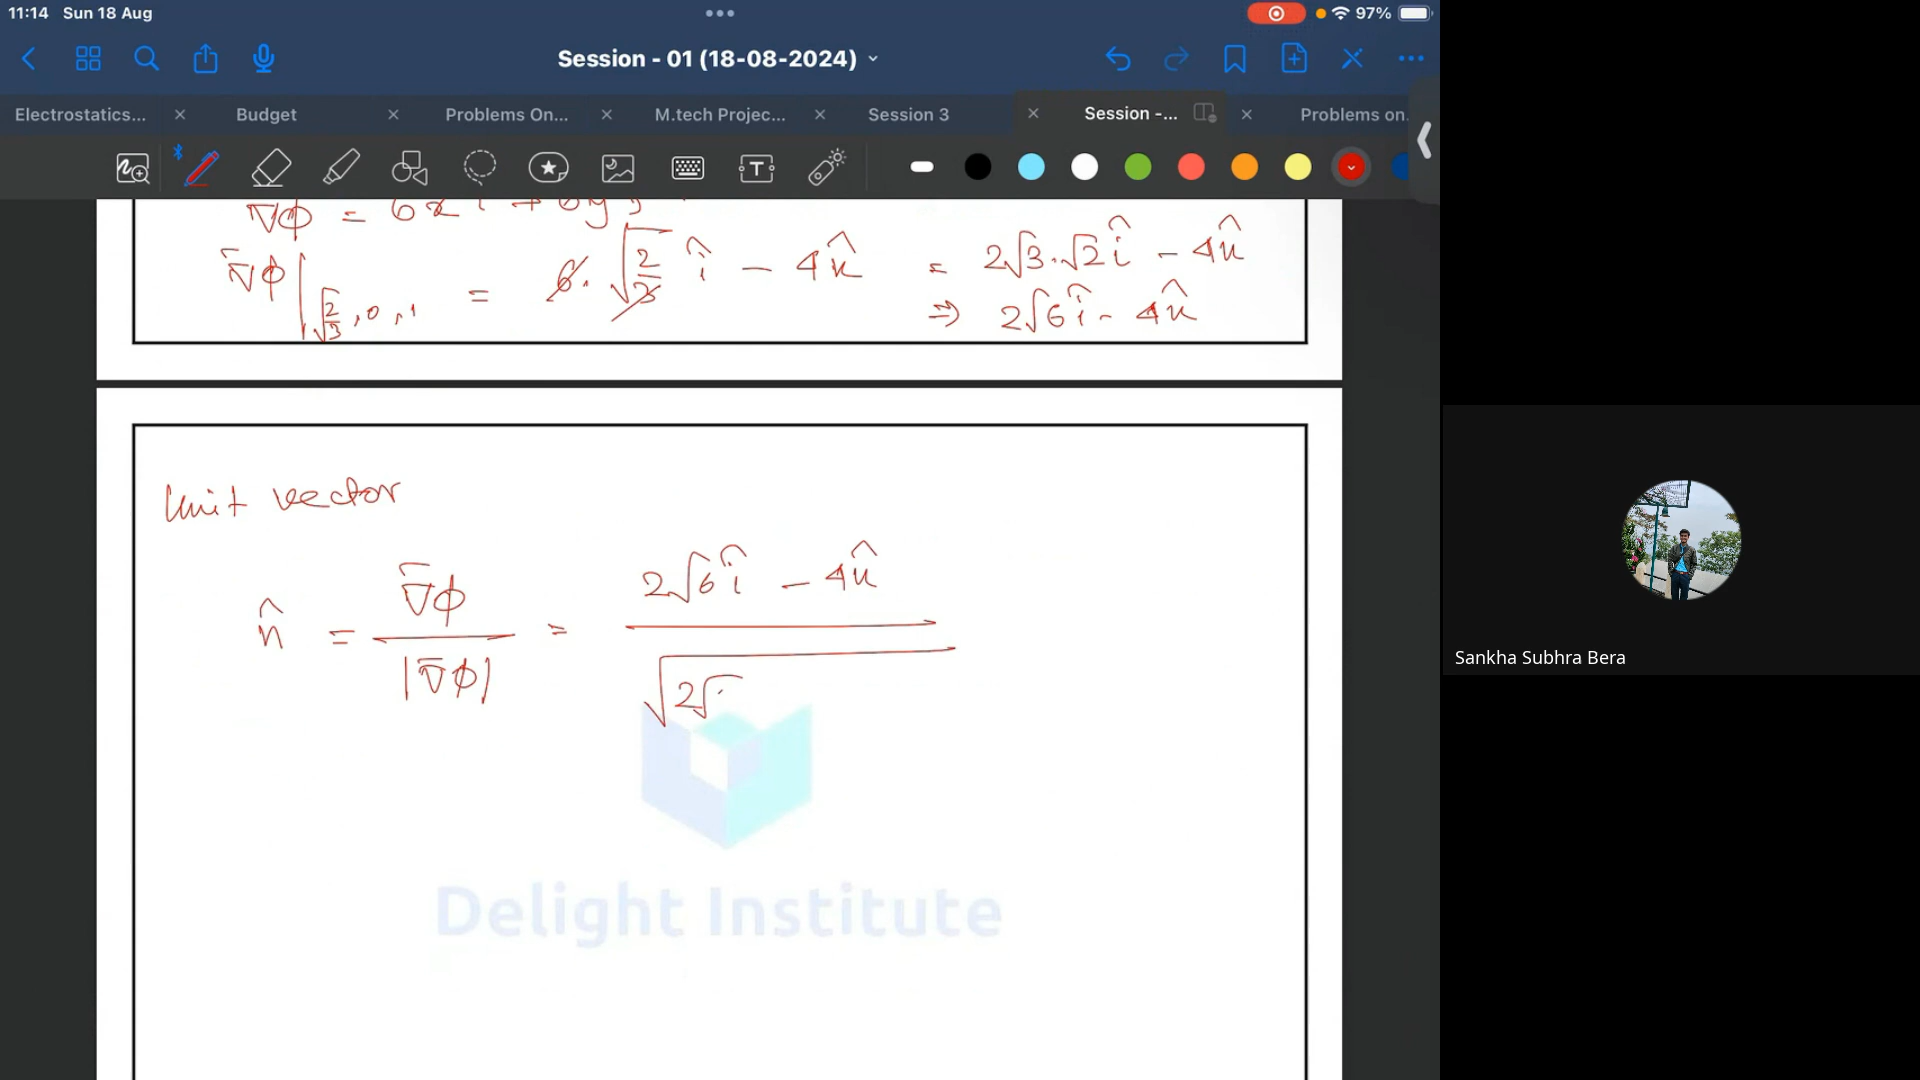 11:14 Sun 18 Aug
97%
Session - 01 (18-08-2024)
Electrostatics...
Budget
Problems On...
M.tech Projec...
Session 3
Session -...
Problems on.
T
∇φ = 6x i + 6y j
∇̄φ|√(2/3), 0, 1 = 6·√(2/3) î − 4k̂ = 2√3·√2 î − 4k̂
⇒ 2√6 î − 4k̂
Unit vector
n̂ = ∇̄φ / |∇̄φ| = (2√6 î − 4k̂) / √(2√
Delight Institute
Sankha Subhra Bera